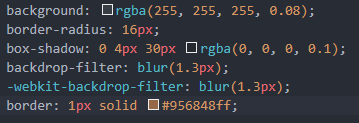 background: rgba(255, 255, 255, 0.08);
border-radius: 16px;
box-shadow: 0 4px 30px rgba(0, 0, 0, 0.1);
backdrop-filter: blur(1.3px);
-webkit-backdrop-filter: blur(1.3px);
border: 1px solid #956848ff;